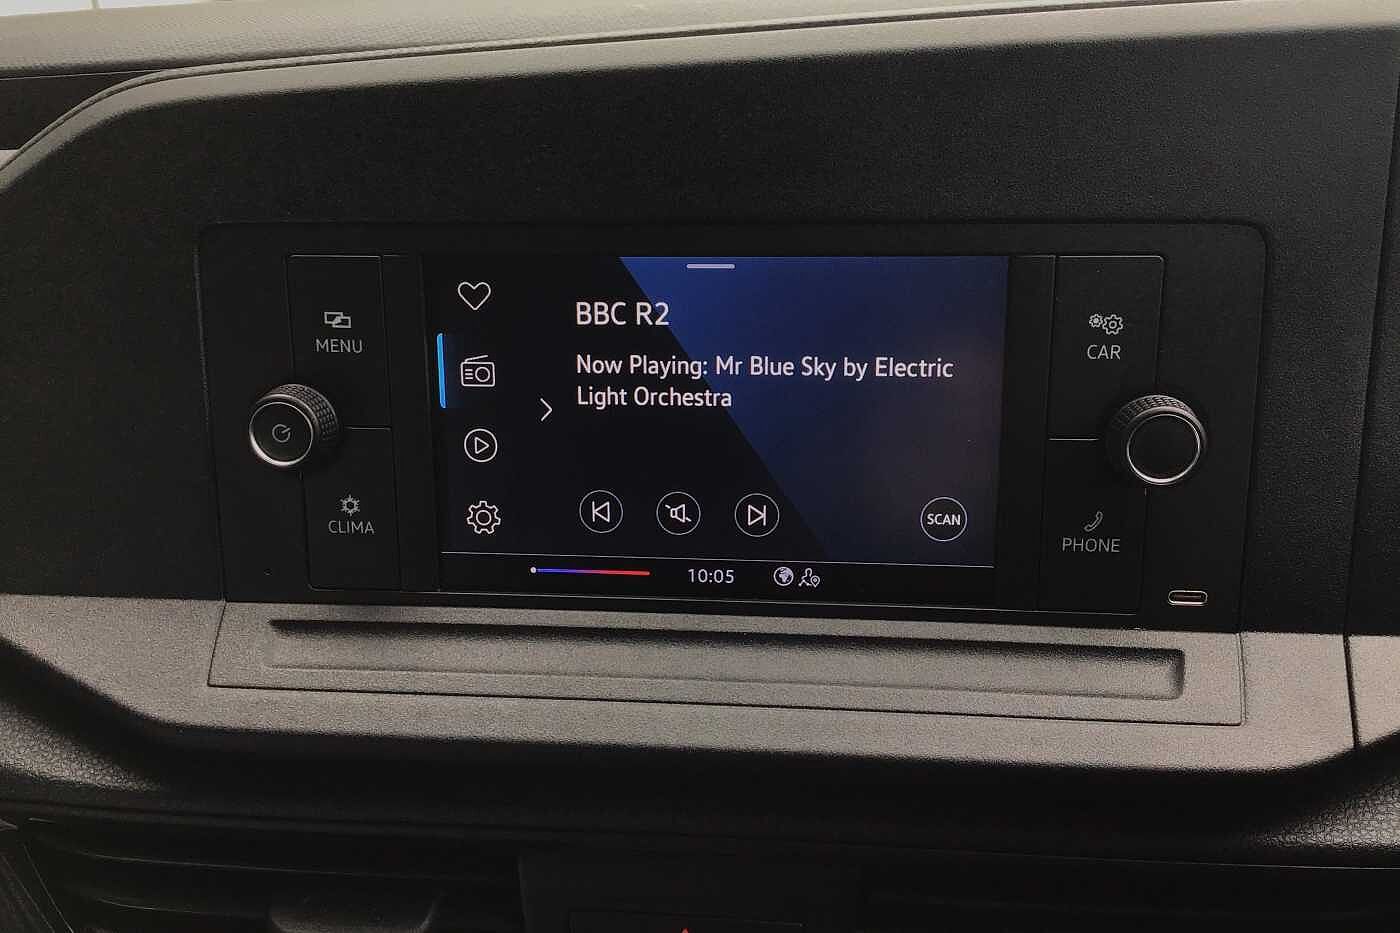 MENU
CLIMA
BBC R2
Now Playing: Mr Blue Sky by Electric
Light Orchestra
SCAN
10:05
CAR
PHONE